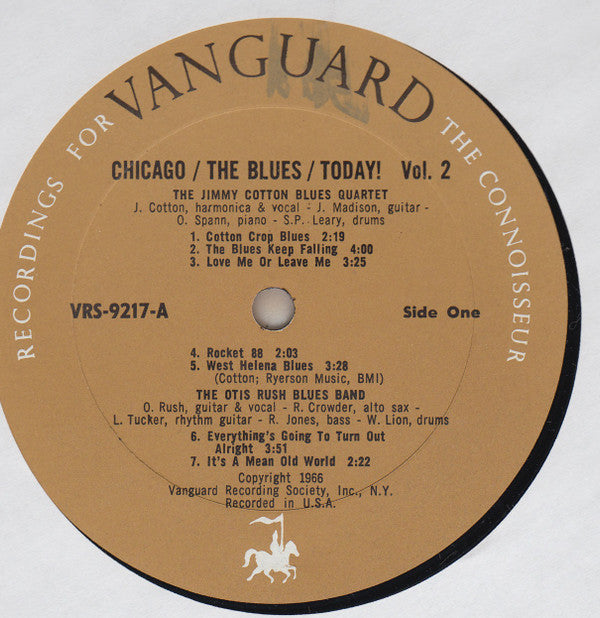 RECORDINGS FOR VANGUARD THE CONNOISSEUR
CHICAGO / THE BLUES / TODAY! Vol. 2
THE JIMMY COTTON BLUES QUARTET
J. Cotton, harmonica & vocal - J. Madison, guitar -
O. Spann, piano - S.P. Leary, drums
1. Cotton Crop Blues 2:19
2. The Blues Keep Falling 4:00
3. Love Me Or Leave Me 3:25
VRS-9217-A Side One
4. Rocket 88 2:03
5. West Helena Blues 3:28
(Cotton; Ryerson Music, BMI)
THE OTIS RUSH BLUES BAND
O. Rush, guitar & vocal - R. Crowder, alto sax -
L. Tucker, rhythm guitar - R. Jones, bass - W. Lion, drums
6. Everything's Going To Turn Out
Alright 3:51
7. It's A Mean Old World 2:22
Copyright 1966
Vanguard Recording Society, Inc., N.Y.
Recorded in U.S.A.